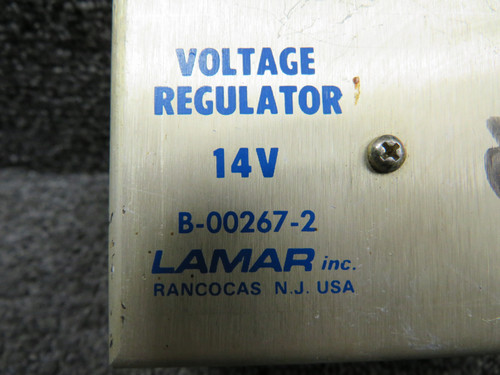 VOLTAGE
REGULATOR
14V
B-00267-2
LAMAR inc.
RANCOCAS N.J. USA